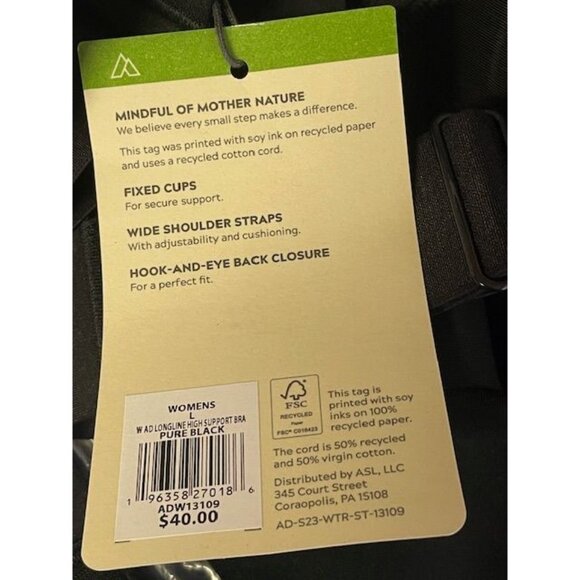 MINDFUL OF MOTHER NATURE
We believe every small step makes a difference.
This tag was printed with soy ink on recycled paper
and uses a recycled cotton cord.
FIXED CUPS
For secure support.
WIDE SHOULDER STRAPS
With adjustability and cushioning.
HOOK-AND-EYE BACK CLOSURE
For a perfect fit.
WOMENS
L
W AD LONGLINE HIGH SUPPORT BRA
PURE BLACK
1 96358 27018 6
ADW13109
$40.00
FSC
RECYCLED
Paper
FSC® C016423
This tag is
printed with soy
inks on 100%
recycled paper.
The cord is 50% recycled
and 50% virgin cotton.
Distributed by ASL, LLC
345 Court Street
Coraopolis, PA 15108
AD-S23-WTR-ST-13109